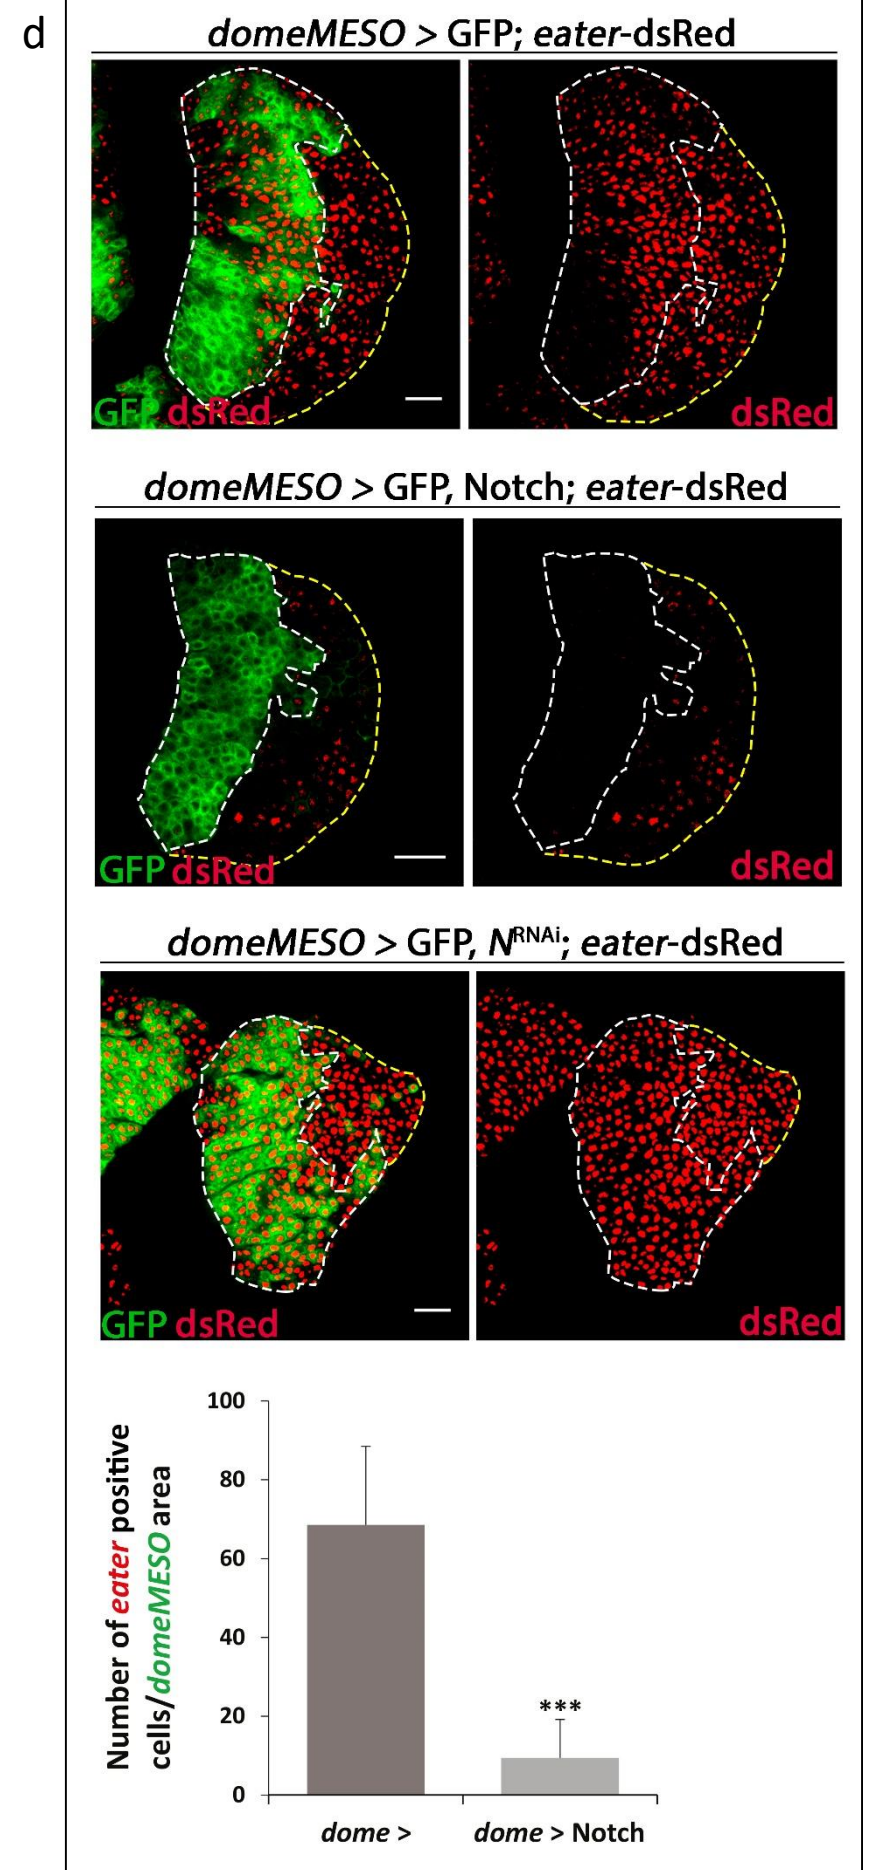 d
domeMESO > GFP; eater-dsRed
GFP dsRed
dsRed
domeMESO > GFP, Notch; eater-dsRed
GFP dsRed
dsRed
domeMESO > GFP, N^RNAi; eater-dsRed
GFP dsRed
dsRed
Number of eater positive
cells/domeMESO area
100
80
60
40
20
0
***
dome >
dome > Notch